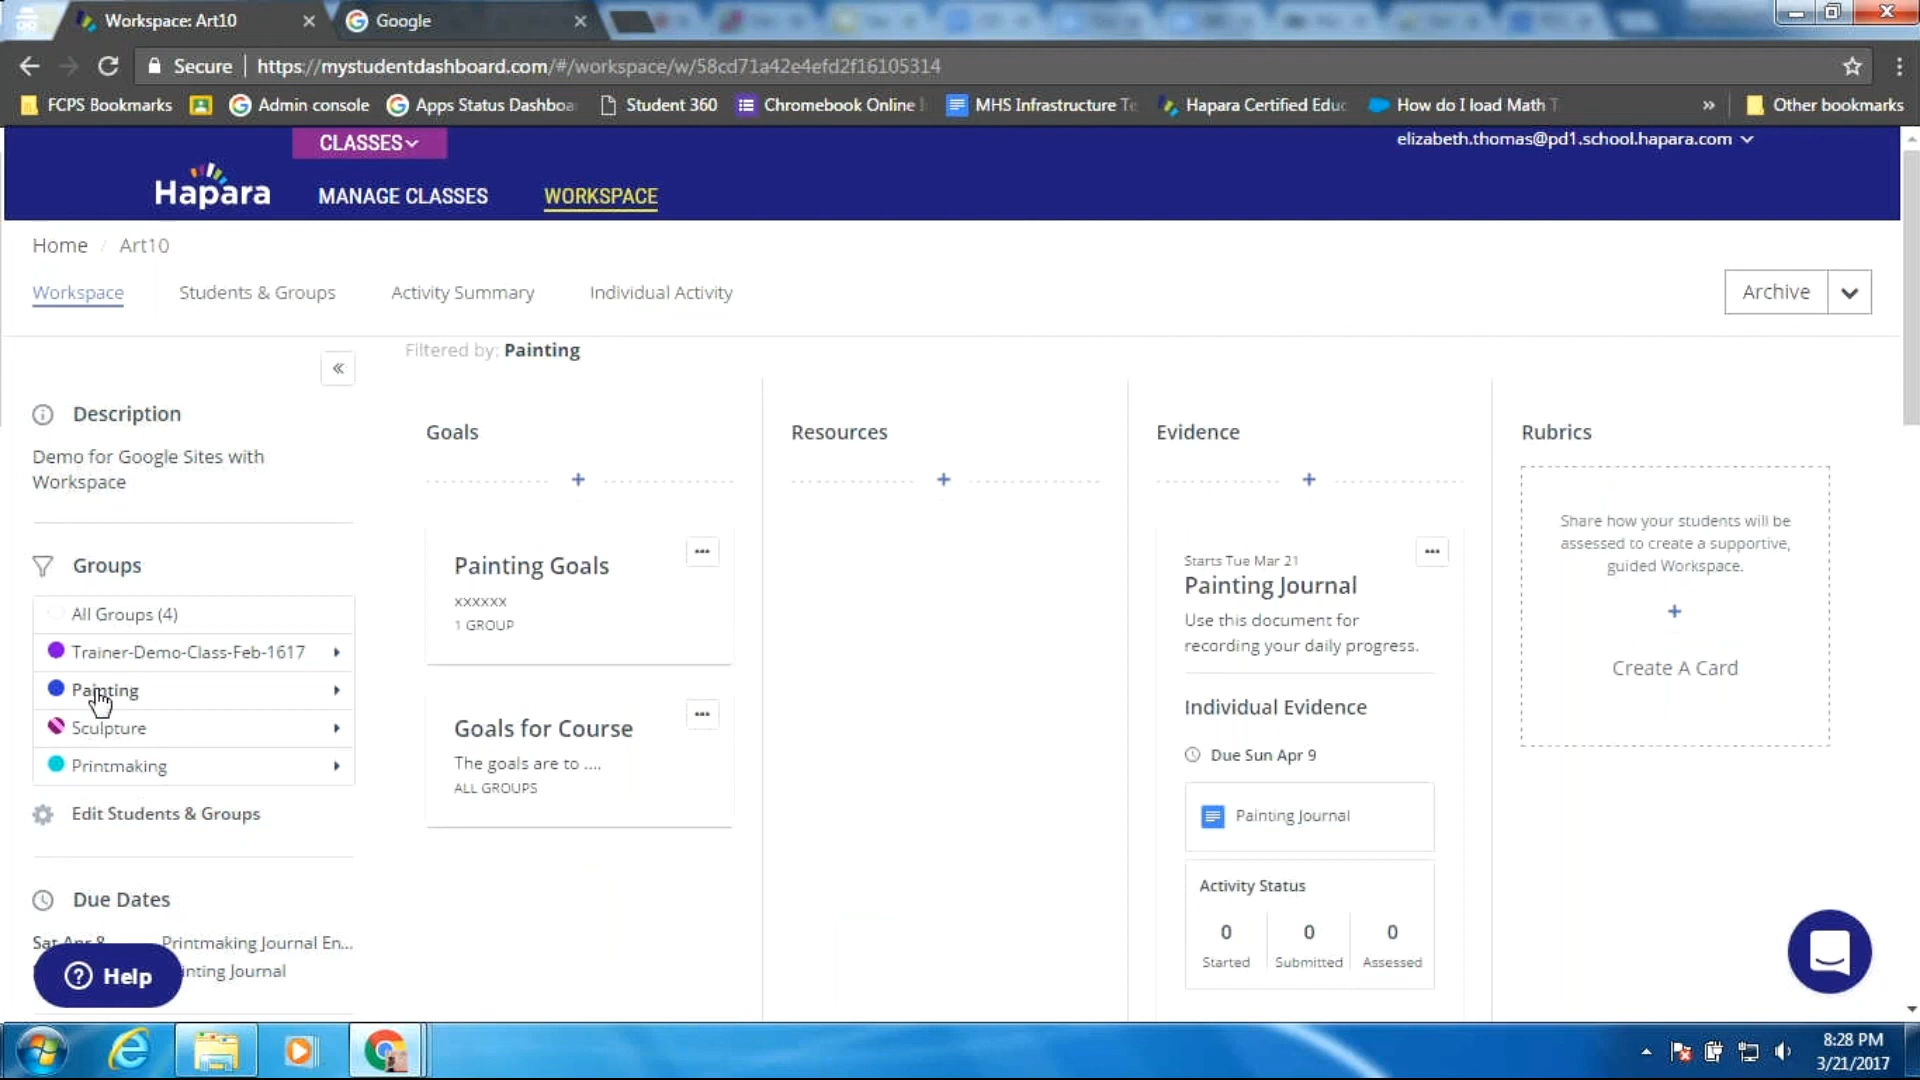 Workspace: Art10
Google
Secure
https://mystudentdashboard.com/#/workspace/w/58cd71a42e4efd2f16105314
FCPS Bookmarks
Admin console
Apps Status Dashboa
Student 360
Chromebook Online
MHS Infrastructure Te
Hapara Certified Educ
How do I load Math T
»
Other bookmarks
CLASSES
elizabeth.thomas@pd1.school.hapara.com
Hapara
MANAGE CLASSES
WORKSPACE
Home / Art10
Workspace
Students & Groups
Activity Summary
Individual Activity
Archive
Filtered by: Painting
«
Description
Demo for Google Sites with
Workspace
Groups
All Groups (4)
Trainer-Demo-Class-Feb-1617
Painting
Sculpture
Printmaking
Edit Students & Groups
Due Dates
Sat Apr 8
Printmaking Journal En...
inting Journal
Help
Goals
+
Painting Goals
xxxxxx
1 GROUP
Goals for Course
The goals are to ....
ALL GROUPS
Resources
+
Evidence
+
Starts Tue Mar 21
Painting Journal
Use this document for
recording your daily progress.
Individual Evidence
Due Sun Apr 9
Painting Journal
Activity Status
0 0 0
Started Submitted Assessed
Rubrics
Share how your students will be
assessed to create a supportive,
guided Workspace.
+
Create A Card
8:28 PM
3/21/2017